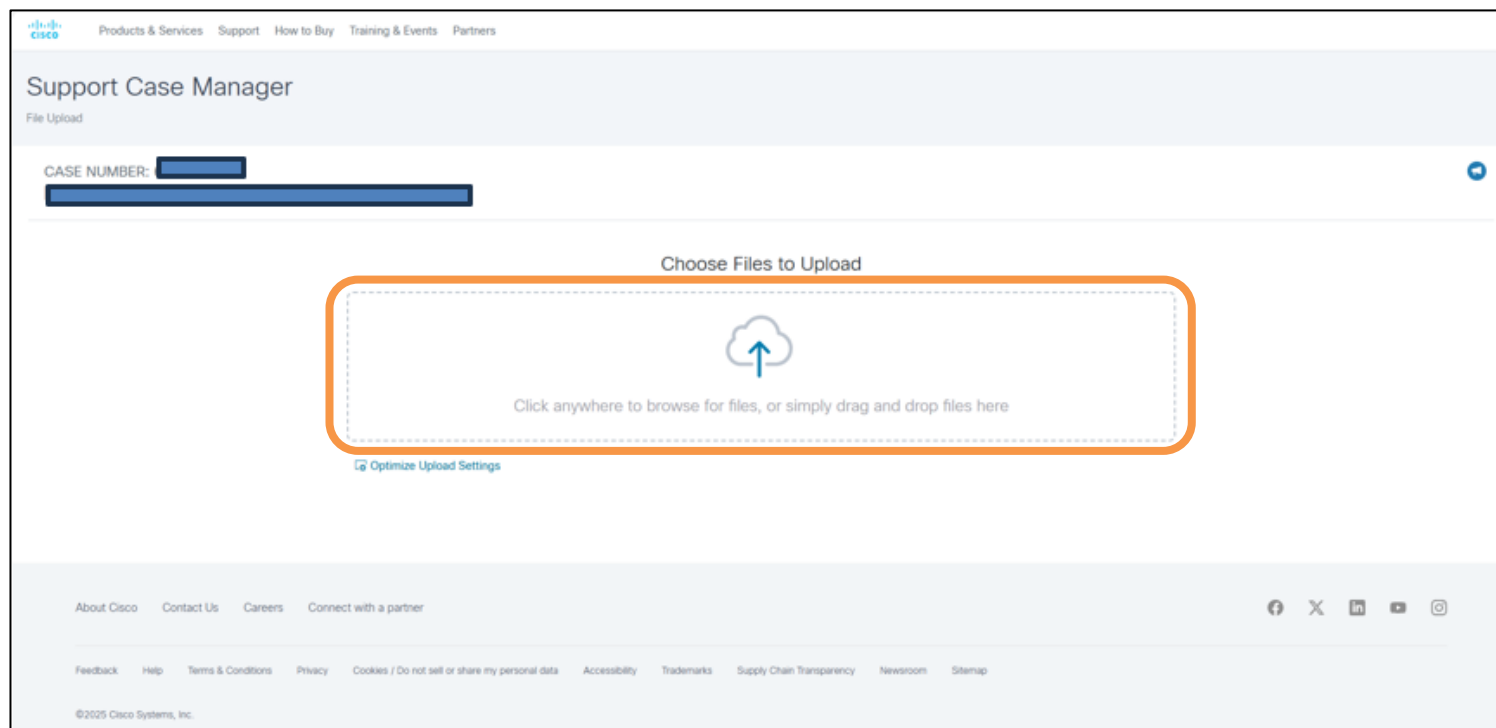 CISCO
Products & Services Support How to Buy Training & Events Partners
Support Case Manager
File Upload
CASE NUMBER:
Choose Files to Upload
Click anywhere to browse for files, or simply drag and drop files here
Optimize Upload Settings
About Cisco Contact Us Careers Connect with a partner
Feedback Help Terms & Conditions Privacy Cookies / Do not sell or share my personal data Accessibility Trademarks Supply Chain Transparency Newsroom Sitemap
©2025 Cisco Systems, Inc.